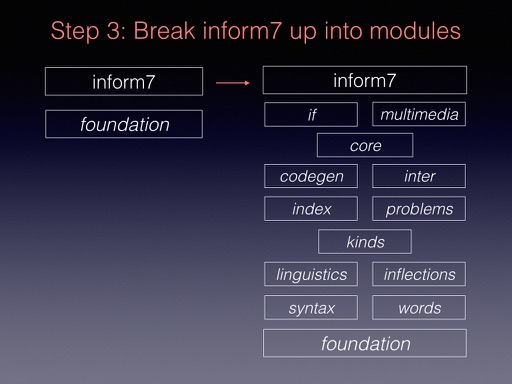 Step 3: Break inform7 up into modules
inform7
foundation
inform7
if multimedia
core
codegen inter
index problems
kinds
linguistics inflections
syntax words
foundation